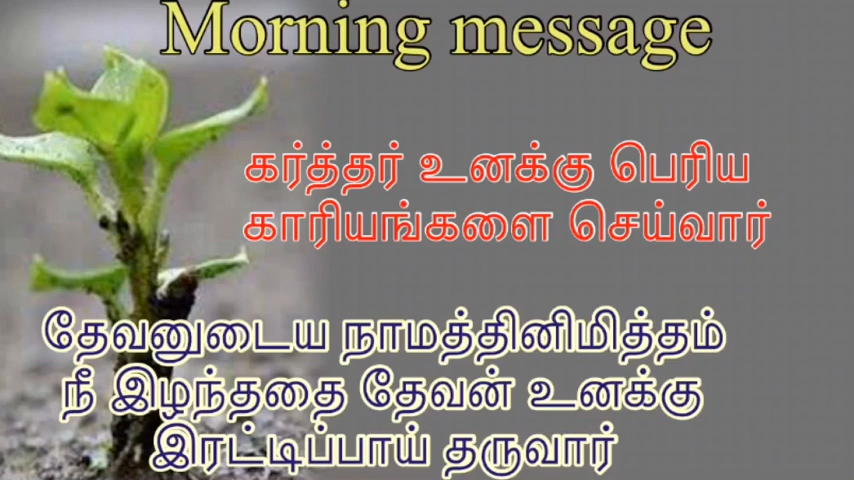 Morning message
கர்த்தர் உனக்கு பெரிய
காரியங்களை செய்வார்
தேவனுடைய நாமத்தினிமித்தம்
நீ இழந்ததை தேவன் உனக்கு
இரட்டிப்பாய் தருவார்